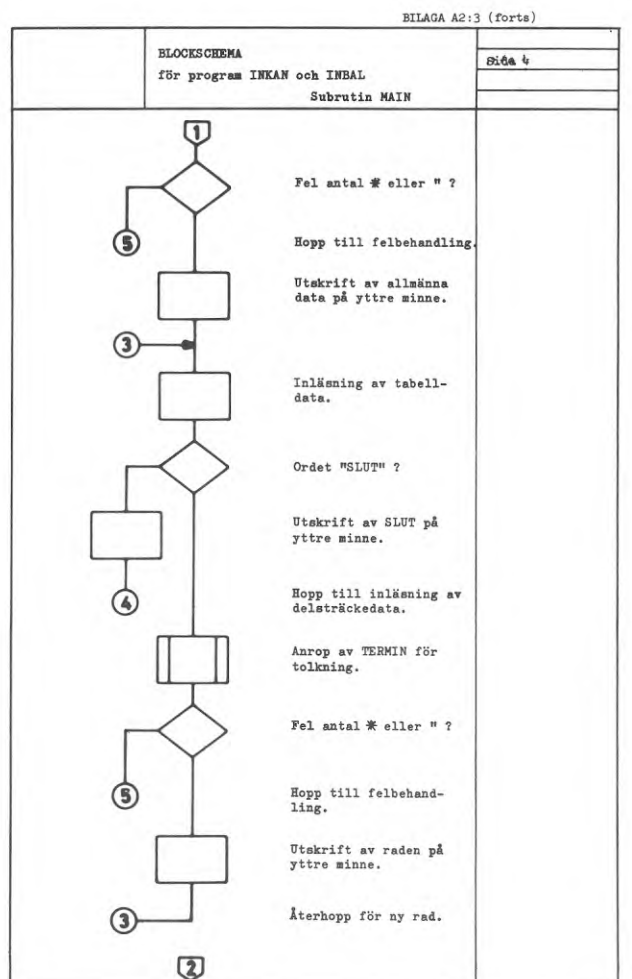 BILAGA A2:3 (forts)
BLOCKSCHEMA
för program INKAN och INBAL
Subrutin MAIN
Sida 4
1
Fel antal * eller " ?
5
Hopp till felbehandling.
Utskrift av allmänna
data på yttre minne.
3
Inläsning av tabell-
data.
Ordet "SLUT" ?
Utskrift av SLUT på
yttre minne.
4
Hopp till inläsning av
delsträckedata.
Anrop av TERMIN för
tolkning.
Fel antal * eller " ?
5
Hopp till felbehand-
ling.
Utskrift av raden på
yttre minne.
3
Återhopp för ny rad.
2